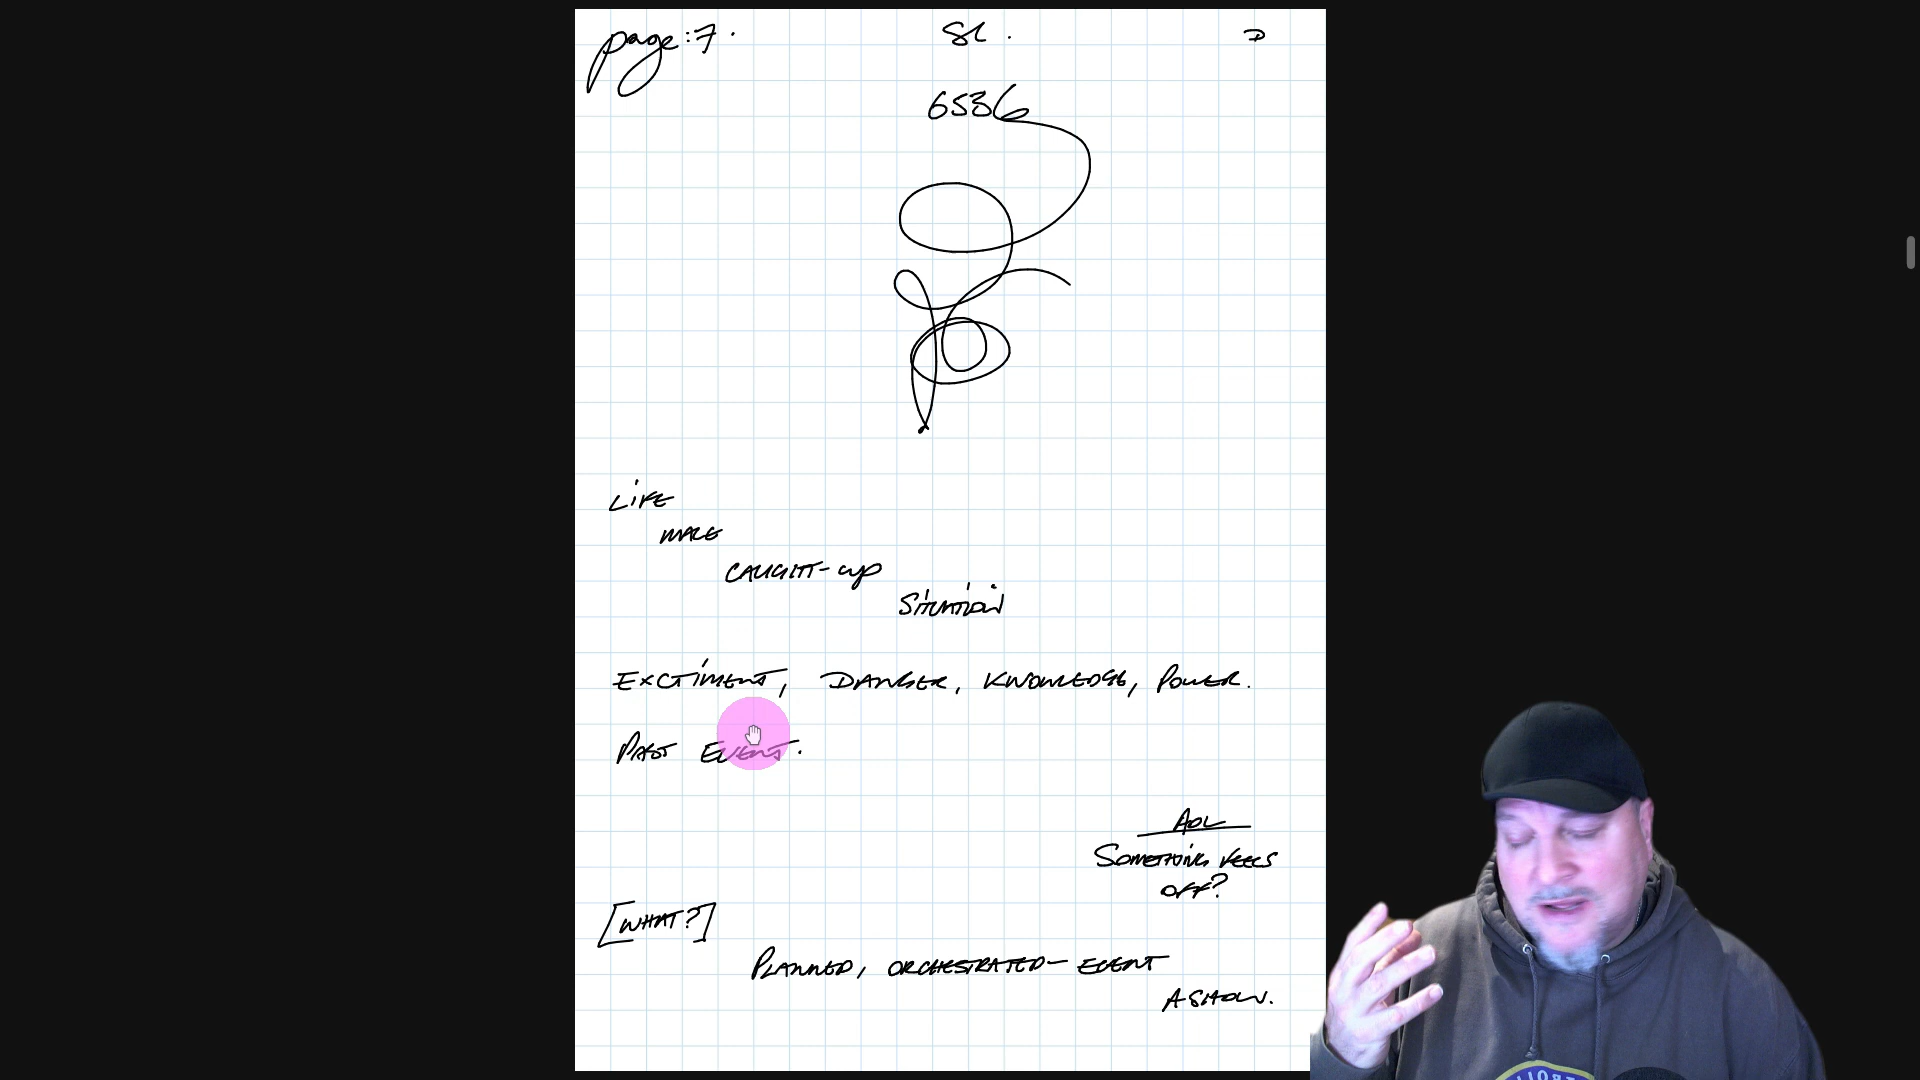 page:7.
SL.
6536
LIFE
MALE
CAUGHT-up
SITUATION
EXCTIMENT, DANGER, KNOWLEDGE, POWER.
PAST EVENT.
AOL
SOMETHING FEELS
OFF?
[WHAT?]
PLANNED, ORCHESTRATED- EVENT
A SHOW.